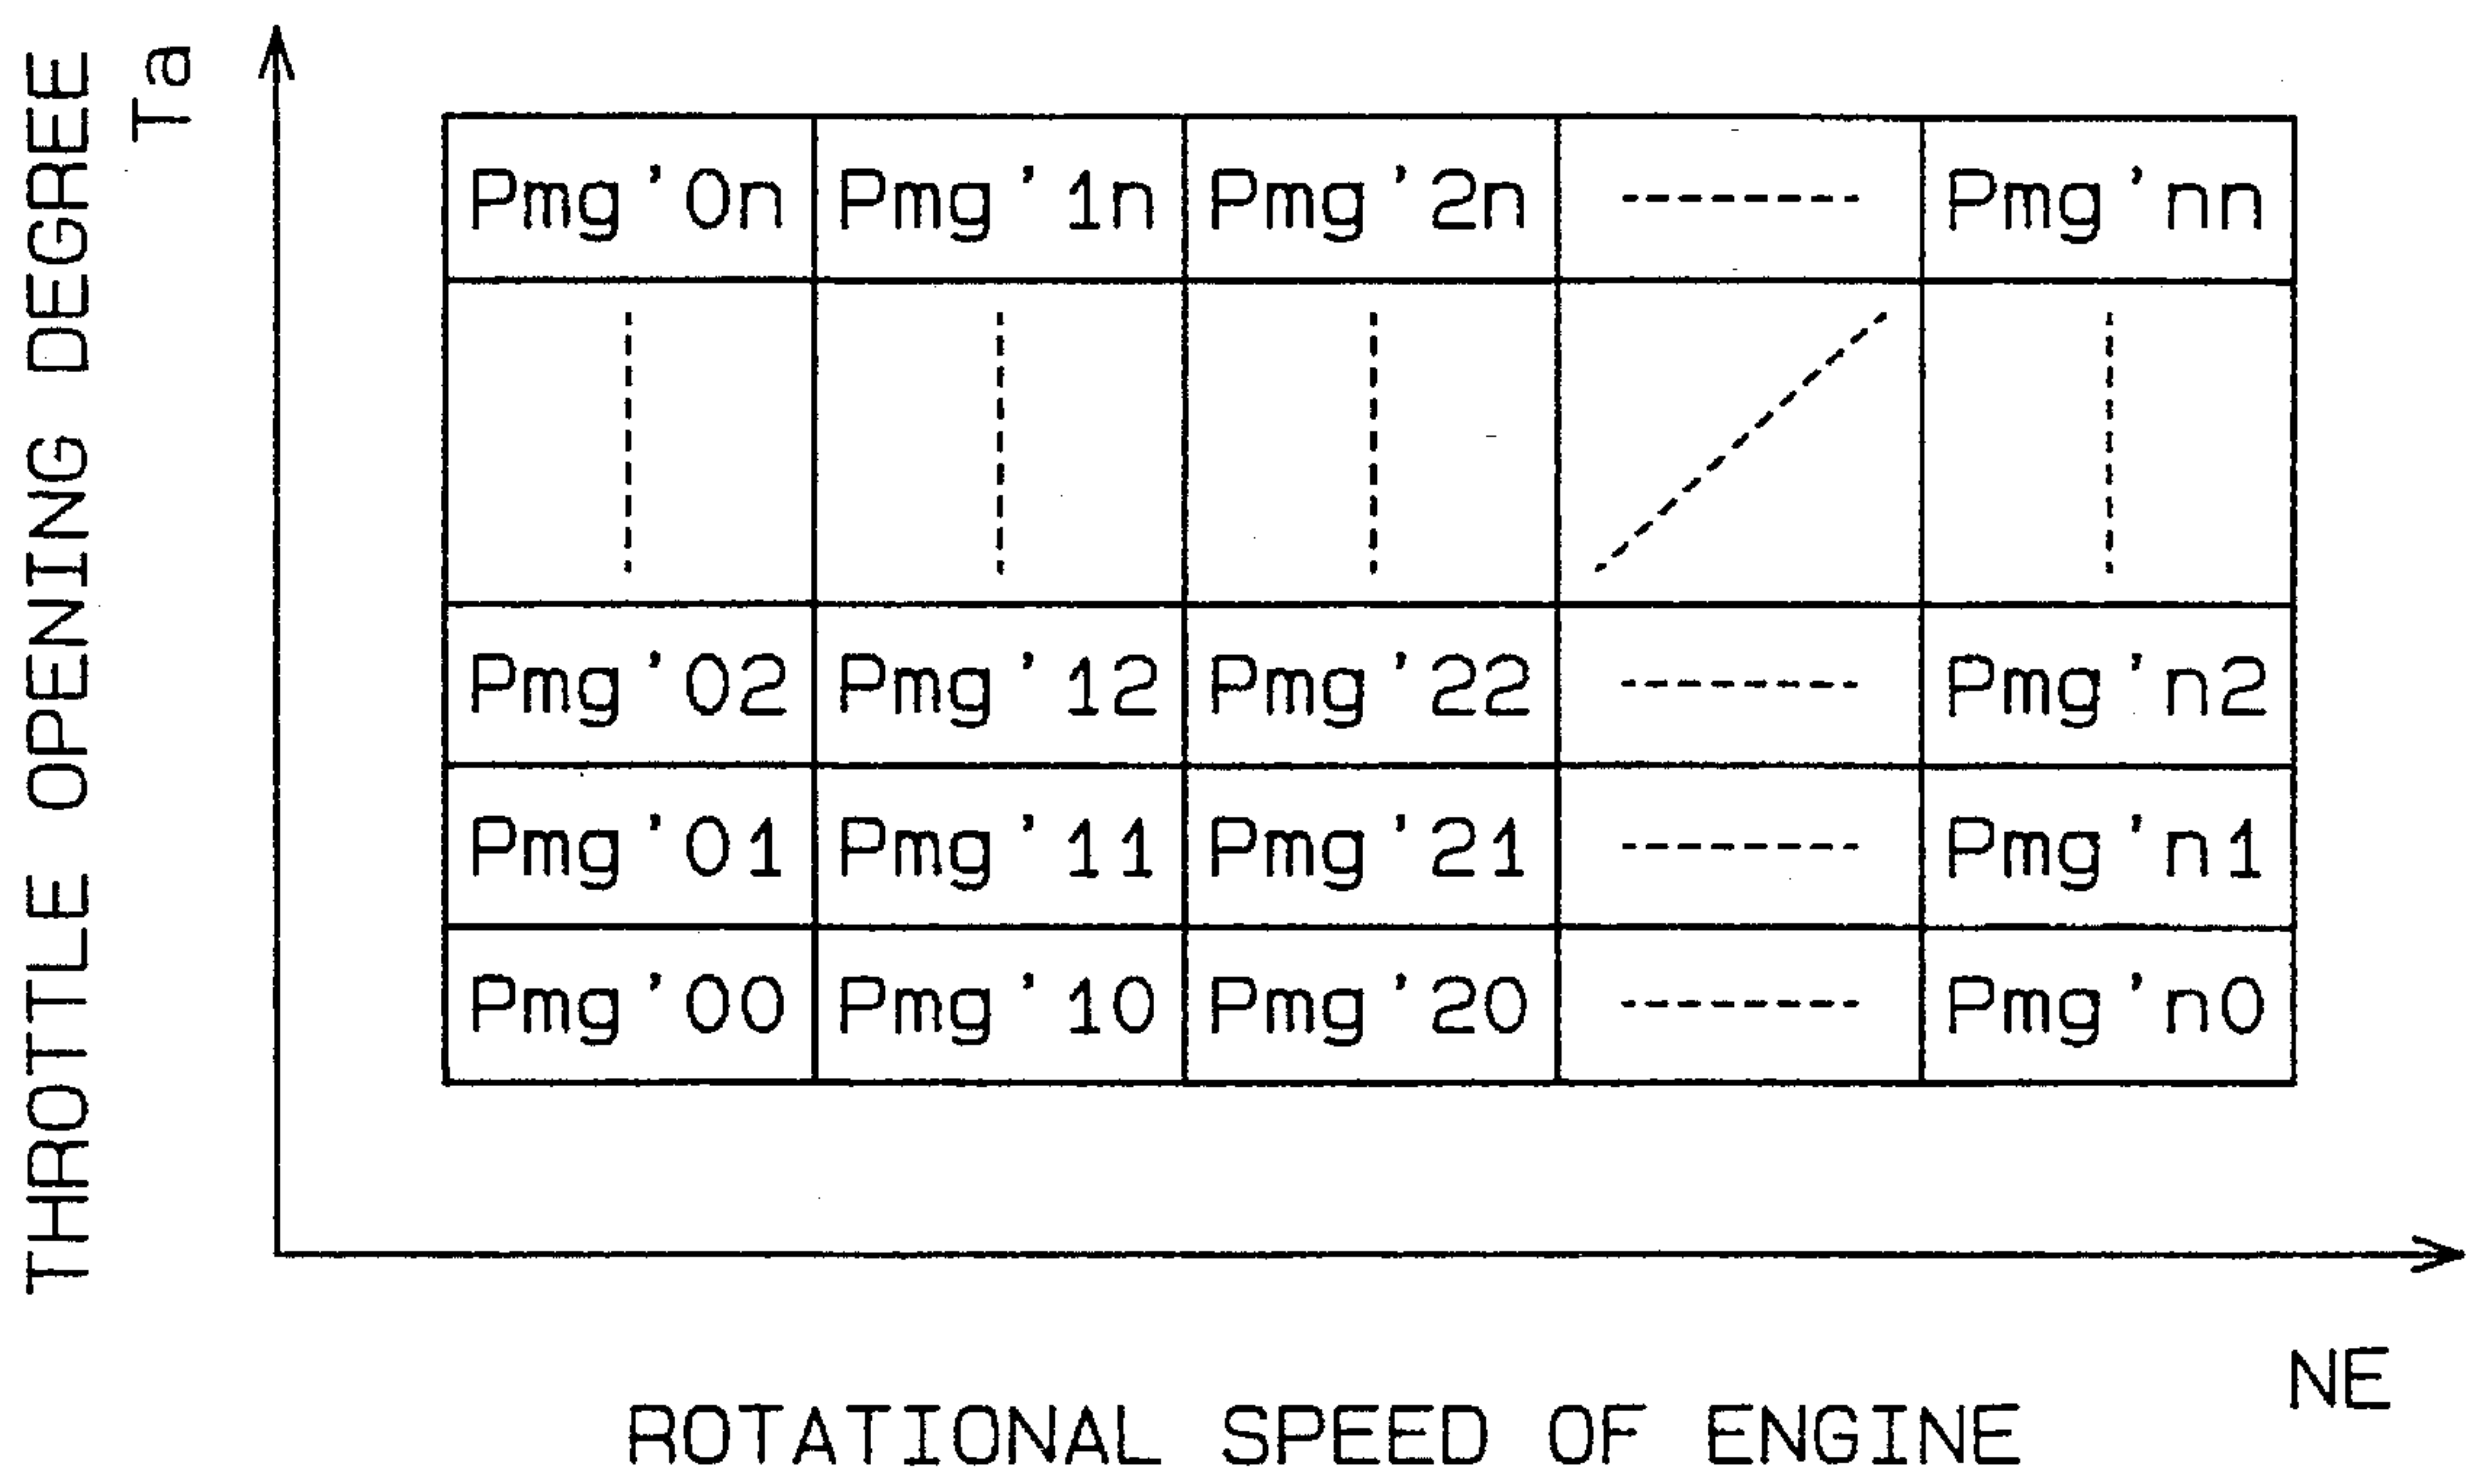 THROTTLE OPENING DEGREE
Ta
Pmg'0n Pmg'1n Pmg'2n -------- Pmg'nn
Pmg'02 Pmg'12 Pmg'22 -------- Pmg'n2
Pmg'01 Pmg'11 Pmg'21 -------- Pmg'n1
Pmg'00 Pmg'10 Pmg'20 -------- Pmg'n0
NE
ROTATIONAL SPEED OF ENGINE